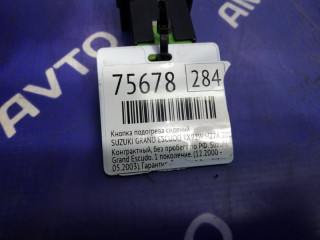 AVTO
75678 284
Кнопка подогрева сидений
SUZUKI GRAND ESCUDO
Контрактный, без пробега по РФ.
Grand Escudo. 1 поколение. (12.2000 -
05.2003). Гарантия